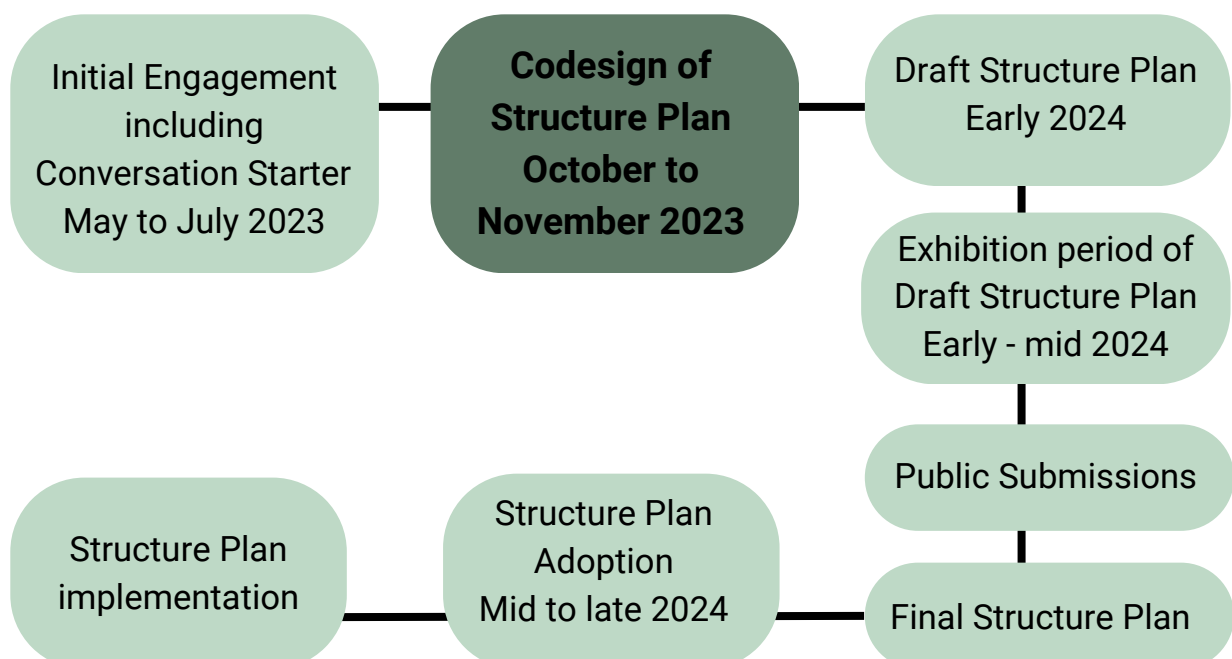 Initial Engagement
including
Conversation Starter
May to July 2023
Codesign of
Structure Plan
October to
November 2023
Draft Structure Plan
Early 2024
Exhibition period of
Draft Structure Plan
Early - mid 2024
Public Submissions
Final Structure Plan
Structure Plan
Adoption
Mid to late 2024
Structure Plan
implementation